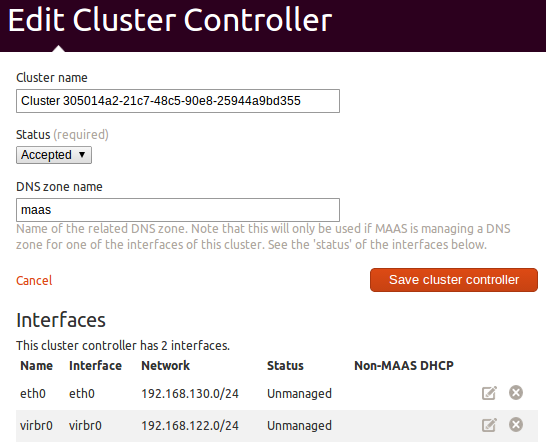 Edit Cluster Controller
Cluster name
Cluster 305014a2-21c7-48c5-90e8-25944a9bd355
Status (required)
Accepted
DNS zone name
maas
Name of the related DNS zone. Note that this will only be used if MAAS is managing a DNS
zone for one of the interfaces of this cluster. See the 'status' of the interfaces below.
Cancel Save cluster controller
Interfaces
This cluster controller has 2 interfaces.
Name Interface Network Status Non-MAAS DHCP
eth0 eth0 192.168.130.0/24 Unmanaged
virbr0 virbr0 192.168.122.0/24 Unmanaged